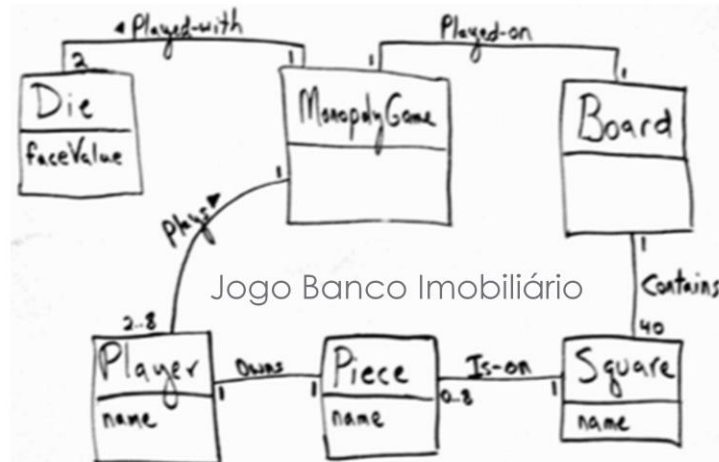 Played-with
Played-on
2
1
1
1
Die
MonopolyGame
Board
faceValue
1
Plays
1
Jogo Banco Imobiliário
Contains
2..8
40
Player
Owns
Piece
Is-on
Square
1
1
0..8
1
name
name
name